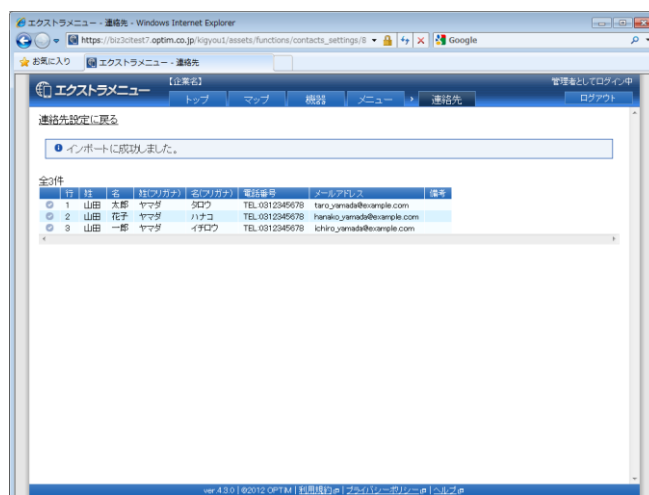 エクストラメニュー - 連絡先 - Windows Internet Explorer
https://biz3citest7.optim.co.jp/kigyou1/assets/functions/contacts_settings/8
Google
お気に入り
エクストラメニュー - 連絡先
エクストラメニュー
【企業名】
管理者としてログイン中
トップ
マップ
機器
メニュー
連絡先
ログアウト
連絡先設定に戻る
インポートに成功しました。
全3件
行 姓 名 姓(フリガナ) 名(フリガナ) 電話番号 メールアドレス 備考
1 山田 太郎 ヤマダ タロウ TEL:0312345678 taro_yamada@example.com
2 山田 花子 ヤマダ ハナコ TEL:0312345678 hanako_yamada@example.com
3 山田 一郎 ヤマダ イチロウ TEL:0312345678 ichiro_yamada@example.com
ver.4.3.0 | ©2012 OPTiM | 利用規約 | プライバシーポリシー | ヘルプ